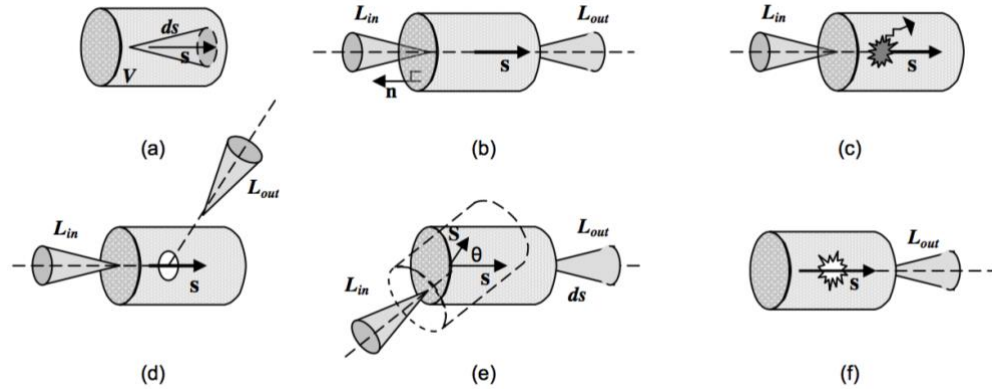 ds
s
V
(a)
L_in
L_out
s
n
(b)
L_in
s
(c)
L_in
L_out
s
(d)
L_in
L_out
s
θ
s
ds
(e)
L_out
s
(f)